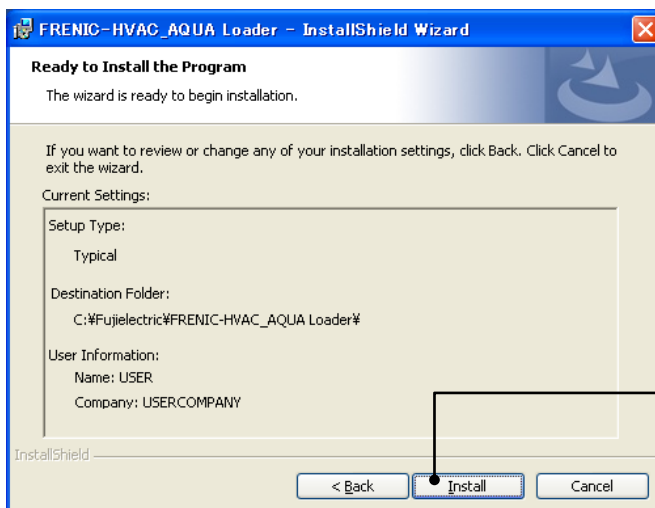 FRENIC-HVAC_AQUA Loader - InstallShield Wizard
Ready to Install the Program
The wizard is ready to begin installation.
If you want to review or change any of your installation settings, click Back. Click Cancel to
exit the wizard.
Current Settings:
Setup Type:
Typical
Destination Folder:
C:¥Fujielectric¥FRENIC-HVAC_AQUA Loader¥
User Information:
Name: USER
Company: USERCOMPANY
InstallShield
< Back
Install
Cancel